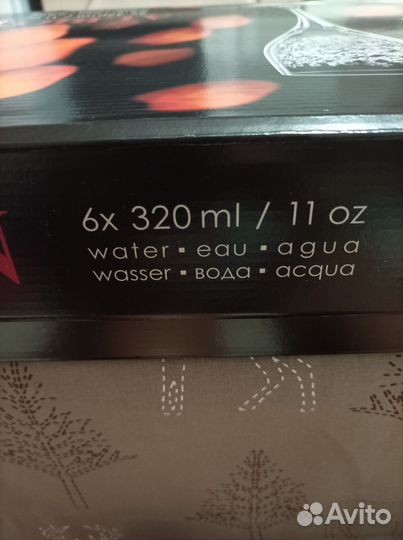 6x 320 ml / 11 oz
water ▪ eau ▪ agua
wasser ▪ вода ▪ acqua
Avito